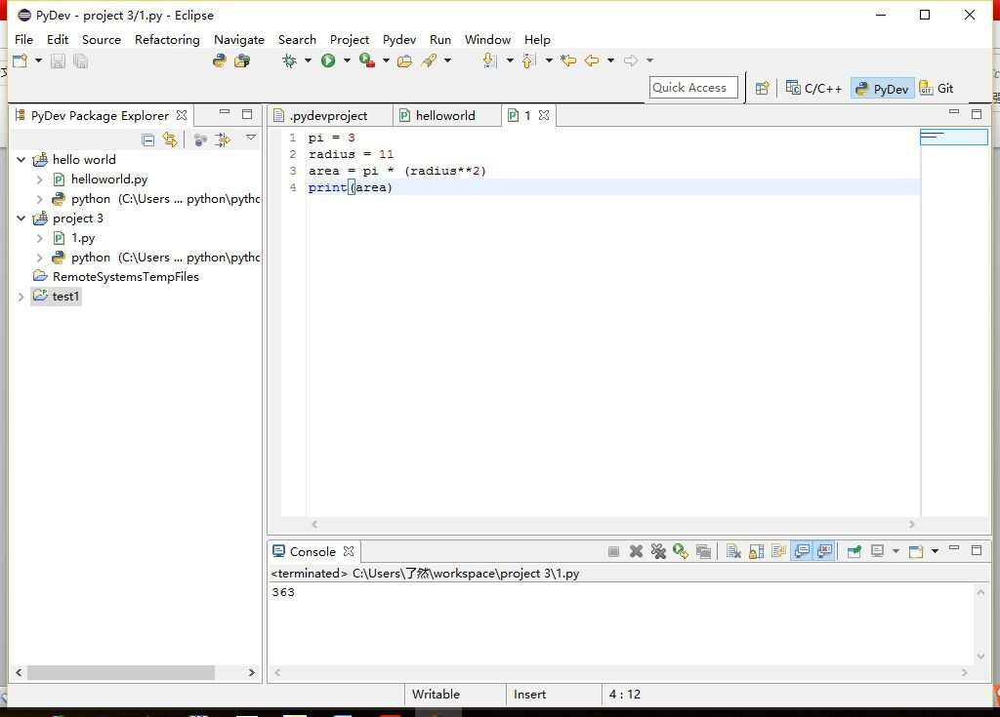 PyDev - project 3/1.py - Eclipse
File Edit Source Refactoring Navigate Search Project Pydev Run Window Help
Quick Access C/C++ PyDev Git
PyDev Package Explorer
hello world
helloworld.py
python (C:\Users ... python\pythc
project 3
1.py
python (C:\Users ... python\pythc
RemoteSystemsTempFiles
test1
.pydevproject helloworld 1
1 pi = 3
2 radius = 11
3 area = pi * (radius**2)
4 print(area)
Console
<terminated> C:\Users\了然\workspace\project 3\1.py
363
Writable Insert 4 : 12